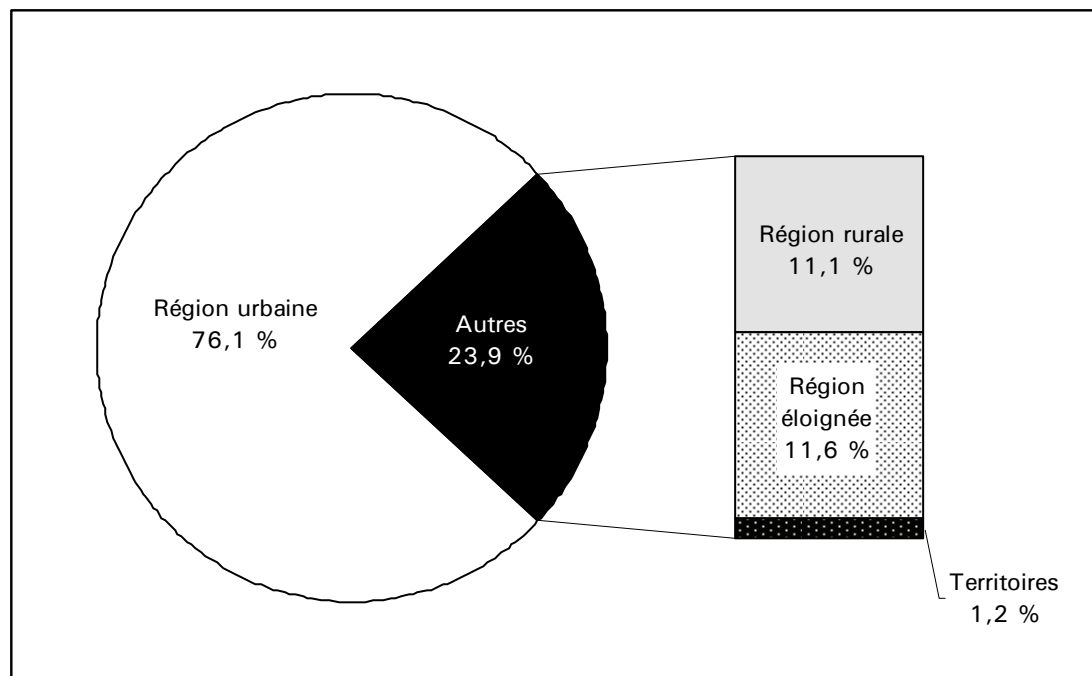 Région urbaine
76,1 %
Autres
23,9 %
Région rurale
11,1 %
Région
éloignée
11,6 %
Territoires
1,2 %